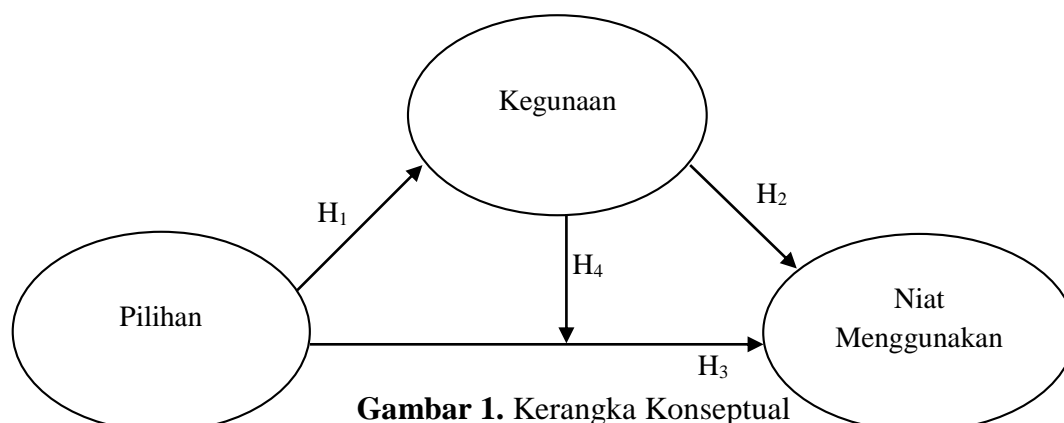 Kegunaan
H₁
H₂
H₄
Pilihan
Niat
Menggunakan
H₃
Gambar 1. Kerangka Konseptual